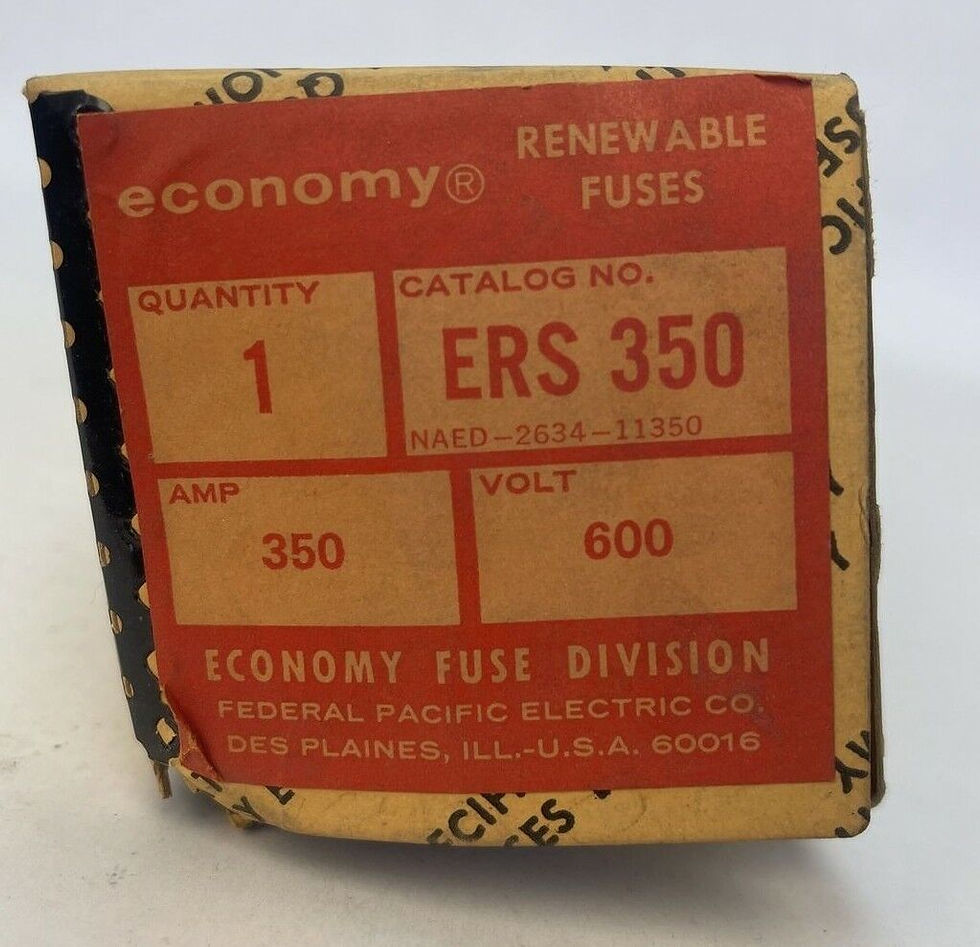 economy®
RENEWABLE
FUSES
QUANTITY
1
CATALOG NO.
ERS 350
NAED-2634-11350
AMP
350
VOLT
600
ECONOMY FUSE DIVISION
FEDERAL PACIFIC ELECTRIC CO.
DES PLAINES, ILL.-U.S.A. 60016